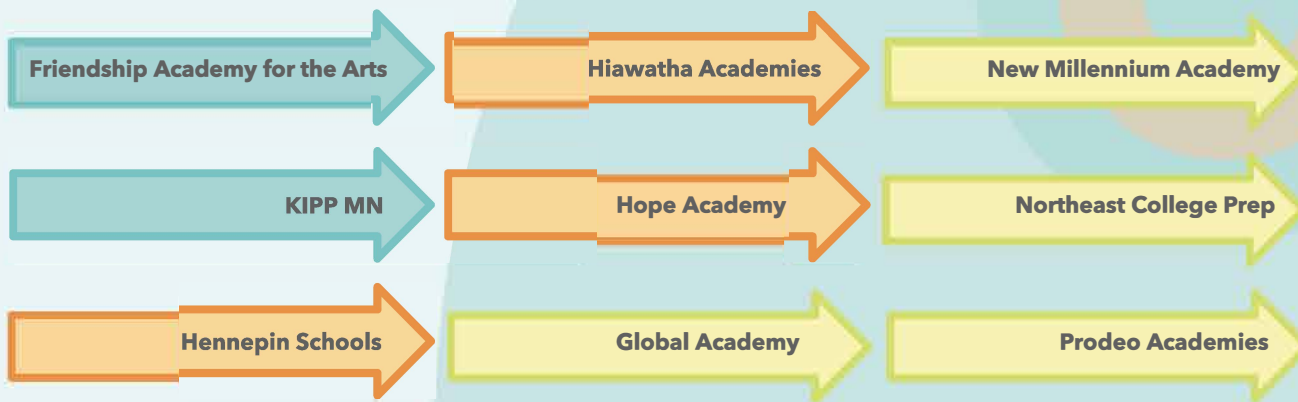 Friendship Academy for the Arts
Hiawatha Academies
New Millennium Academy
KIPP MN
Hope Academy
Northeast College Prep
Hennepin Schools
Global Academy
Prodeo Academies